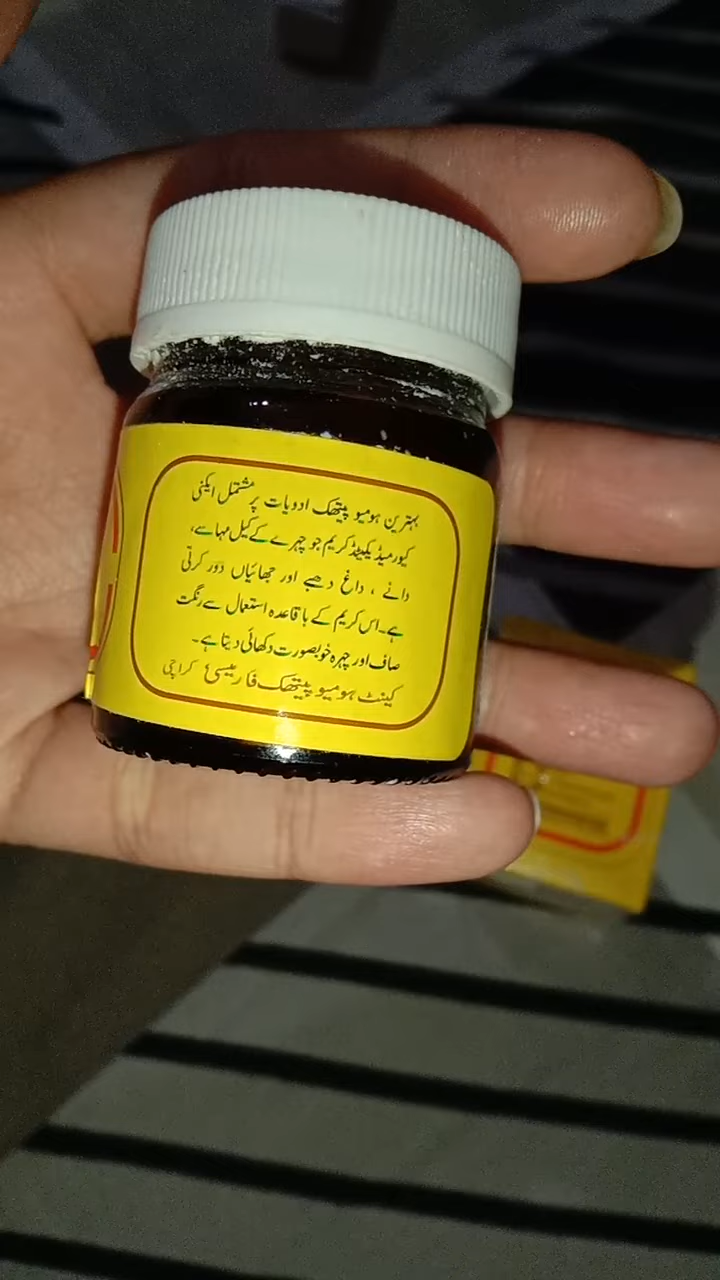 بہترین ہومیو پیتھک ادویات پر مشتمل ایکنی
کیور میڈیکیٹڈ کریم جو چہرے کے کیل مہاسے،
دانے ، داغ دھبے اور جھائیاں دور کرتی
ہے۔ اس کریم کے باقاعدہ استعمال سے رنگت
صاف اور چہرہ خوبصورت دکھائی دیتا ہے۔
کینٹ ہومیو پیتھک فارمیسی کراچی